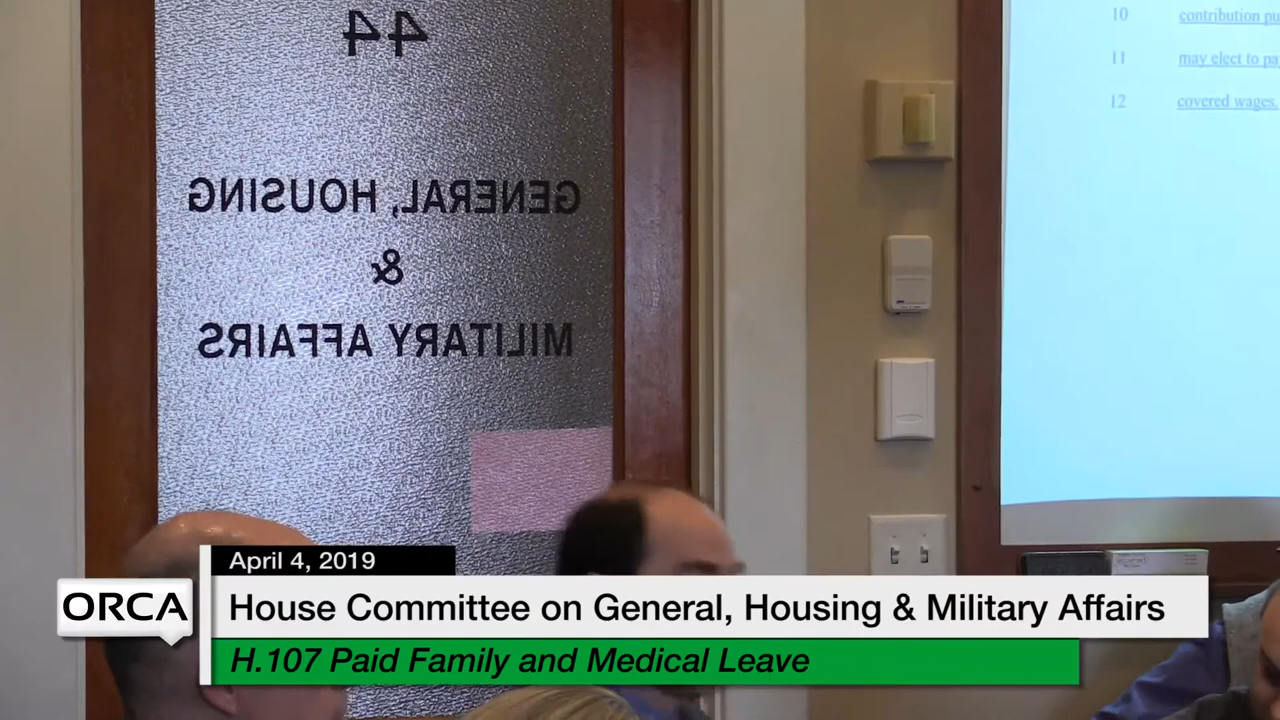 44
GENERAL, HOUSING
&
MILITARY AFFAIRS
10 contribution
11 may elect to
12 covered wages.
April 4, 2019
ORCA
House Committee on General, Housing & Military Affairs
H.107 Paid Family and Medical Leave